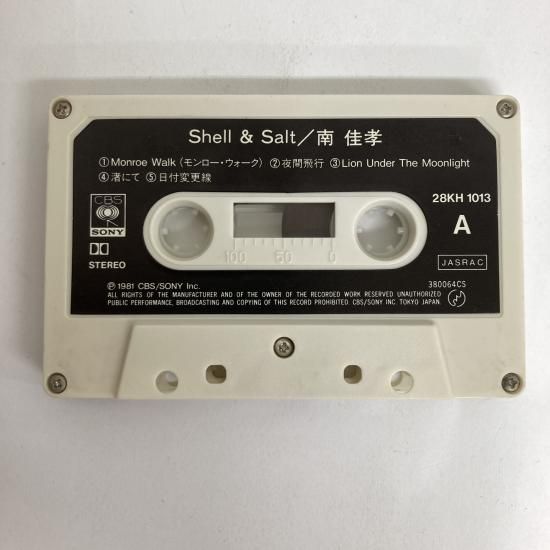 Shell & Salt／南 佳孝
①Monroe Walk〈モンロー・ウォーク〉 ②夜間飛行 ③Lion Under The Moonlight
④渚にて ⑤日付変更線
28KH 1013
CBS
SONY
A
STEREO
100 50 0
JASRAC
Ⓟ1981 CBS/SONY Inc.
380064CS
ALL RIGHTS OF THE MANUFACTURER AND OF THE OWNER OF THE RECORDED WORK RESERVED UNAUTHORIZED
PUBLIC PERFORMANCE, BROADCASTING AND COPYING OF THIS RECORD PROHIBITED. CBS/SONY INC. TOKYO JAPAN.